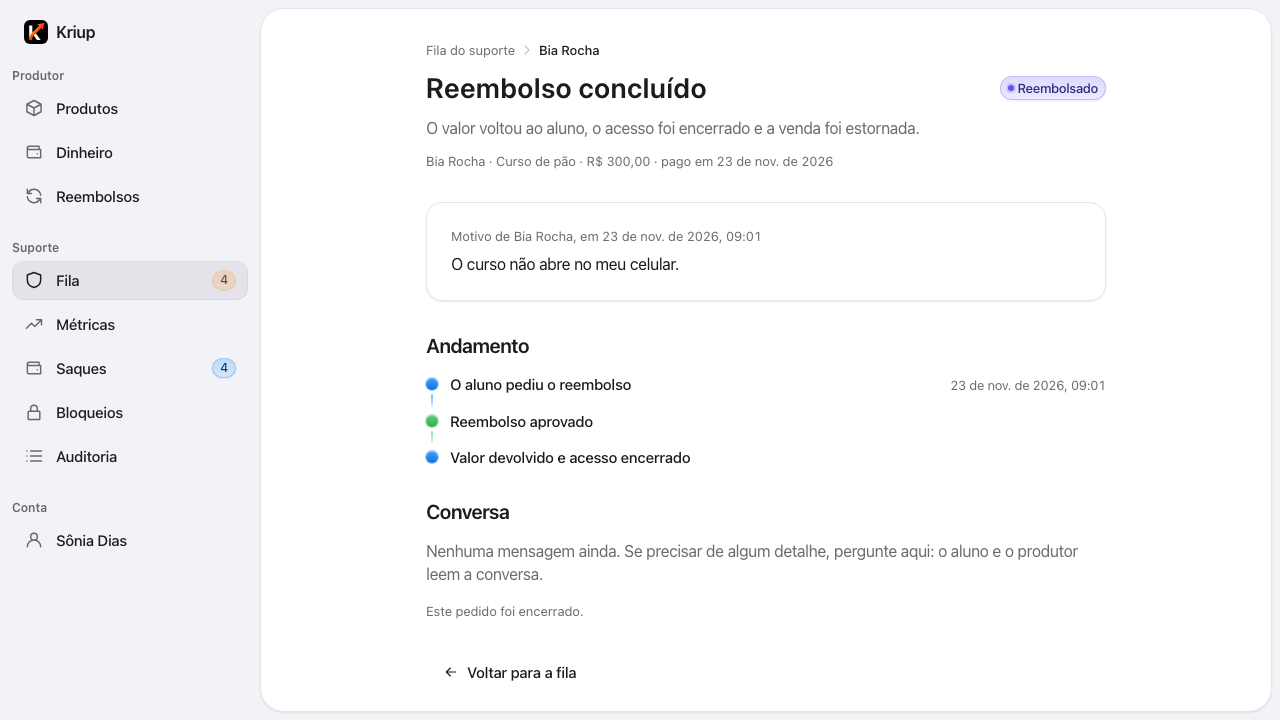 Kriup
Produtor
Produtos
Dinheiro
Reembolsos
Suporte
Fila 4
Métricas
Saques 4
Bloqueios
Auditoria
Conta
Sônia Dias
Fila do suporte Bia Rocha
Reembolso concluído Reembolsado
O valor voltou ao aluno, o acesso foi encerrado e a venda foi estornada.
Bia Rocha · Curso de pão · R$ 300,00 · pago em 23 de nov. de 2026
Motivo de Bia Rocha, em 23 de nov. de 2026, 09:01
O curso não abre no meu celular.
Andamento
O aluno pediu o reembolso 23 de nov. de 2026, 09:01
Reembolso aprovado
Valor devolvido e acesso encerrado
Conversa
Nenhuma mensagem ainda. Se precisar de algum detalhe, pergunte aqui: o aluno e o produtor
leem a conversa.
Este pedido foi encerrado.
Voltar para a fila